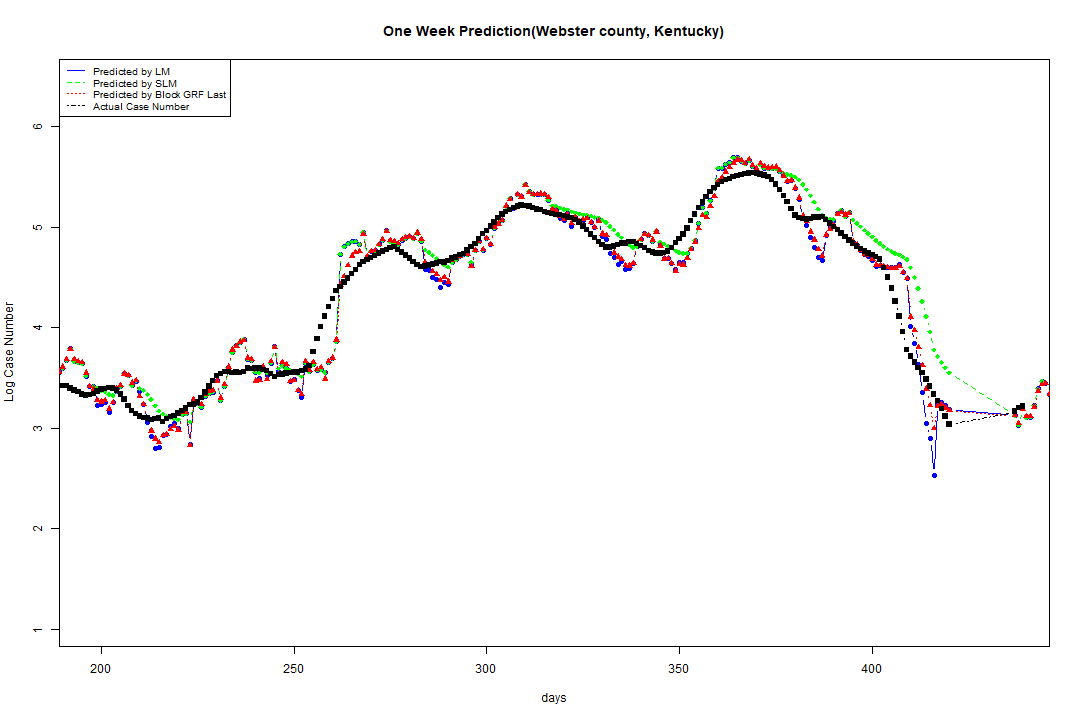 One Week Prediction(Webster county, Kentucky)
Predicted by LM
Predicted by SLM
Predicted by Block GRF Last
Actual Case Number
Log Case Number
6
5
4
3
2
1
200
250
300
350
400
days